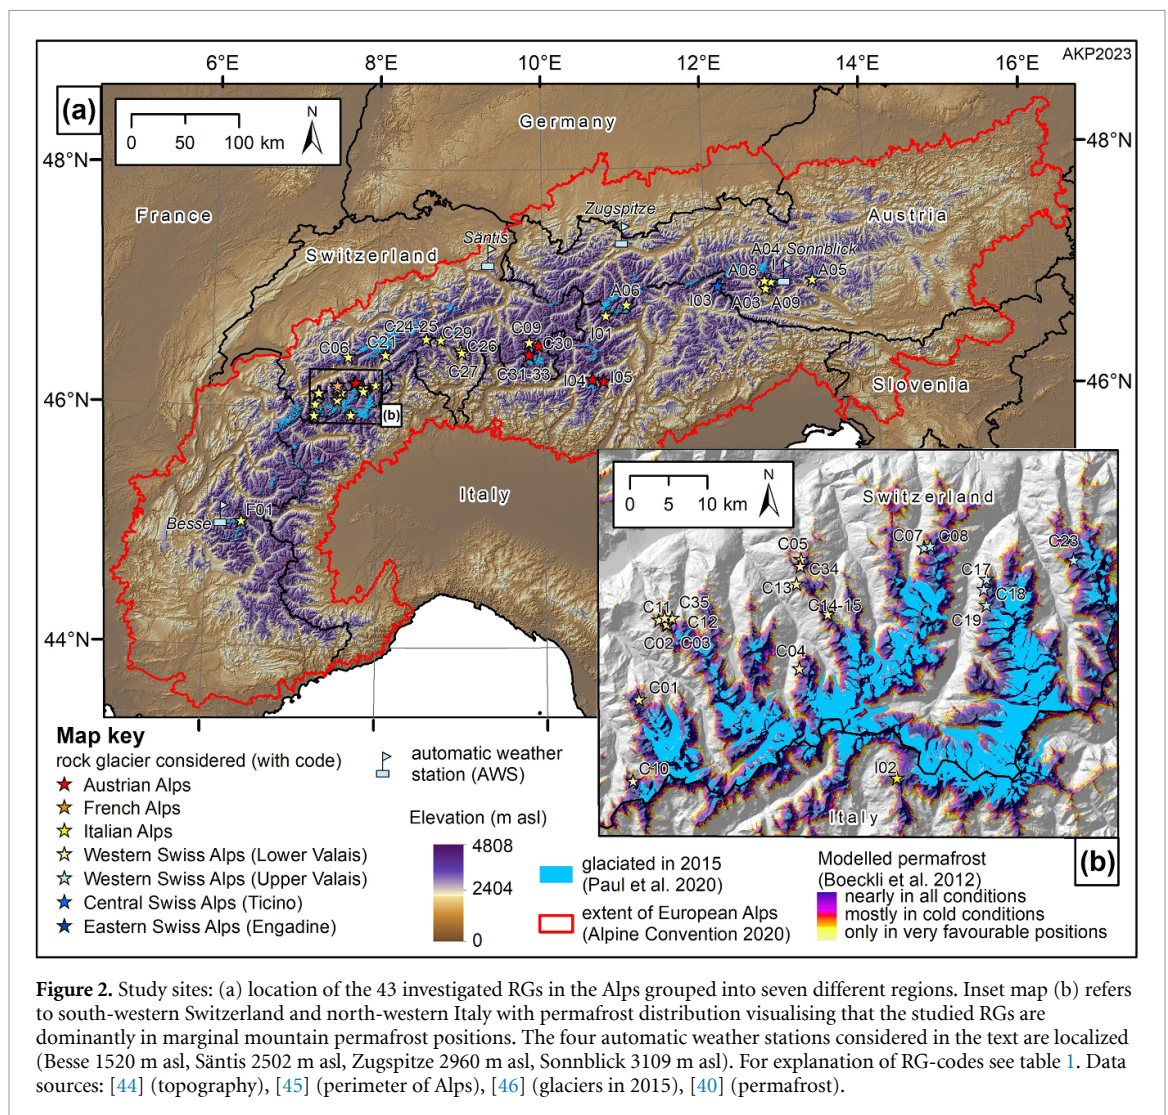 AKP2023
6°E 8°E 10°E 12°E 14°E 16°E
(a)
N
0 50 100 km
48°N
48°N
Germany
France
Zugspitze
Austria
Säntis
Switzerland
A04 Sonnblick
A08 A05
A06
I03 A03 A09
C24-25 C29 C09 I01
C06 C21 C26 C30
C27 C31-33
I04 I05
46°N
46°N
(b)
Slovenia
Italy
Besse F01
44°N
N
0 5 10 km
Switzerland
C07 C08
C05 C23
C34 C17
C13
C11 C35 C14-15 C18
C12 C19
C02 C03
C04
C01
C10 I02
Italy
(b)
Map key
rock glacier considered (with code)
Austrian Alps
French Alps
Italian Alps
Western Swiss Alps (Lower Valais)
Western Swiss Alps (Upper Valais)
Central Swiss Alps (Ticino)
Eastern Swiss Alps (Engadine)
automatic weather
station (AWS)
Elevation (m asl)
4808
2404
0
glaciated in 2015
(Paul et al. 2020)
extent of European Alps
(Alpine Convention 2020)
Modelled permafrost
(Boeckli et al. 2012)
nearly in all conditions
mostly in cold conditions
only in very favourable positions
Figure 2. Study sites: (a) location of the 43 investigated RGs in the Alps grouped into seven different regions. Inset map (b) refers
to south-western Switzerland and north-western Italy with permafrost distribution visualising that the studied RGs are
dominantly in marginal mountain permafrost positions. The four automatic weather stations considered in the text are localized
(Besse 1520 m asl, Säntis 2502 m asl, Zugspitze 2960 m asl, Sonnblick 3109 m asl). For explanation of RG-codes see table 1. Data
sources: [44] (topography), [45] (perimeter of Alps), [46] (glaciers in 2015), [40] (permafrost).